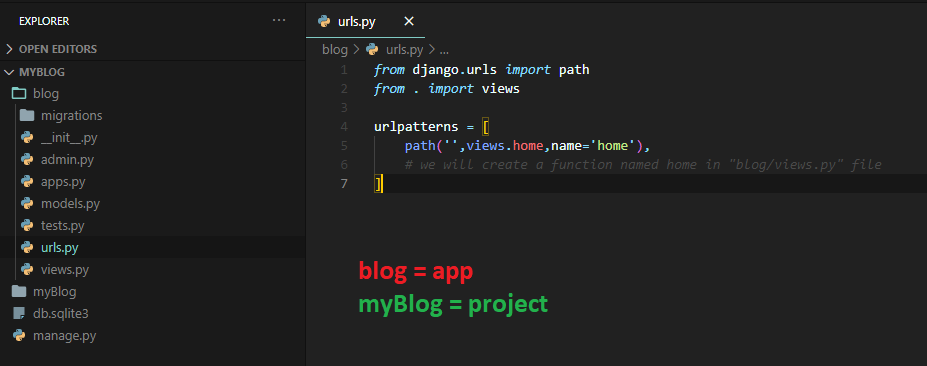 EXPLORER
...
OPEN EDITORS
MYBLOG
blog
migrations
__init__.py
admin.py
apps.py
models.py
tests.py
urls.py
views.py
myBlog
db.sqlite3
manage.py
urls.py
blog > urls.py > ...
1 from django.urls import path
2 from . import views
3
4 urlpatterns = [
5     path('',views.home,name='home'),
6     # we will create a function named home in "blog/views.py" file
7 ]
blog = app
myBlog = project